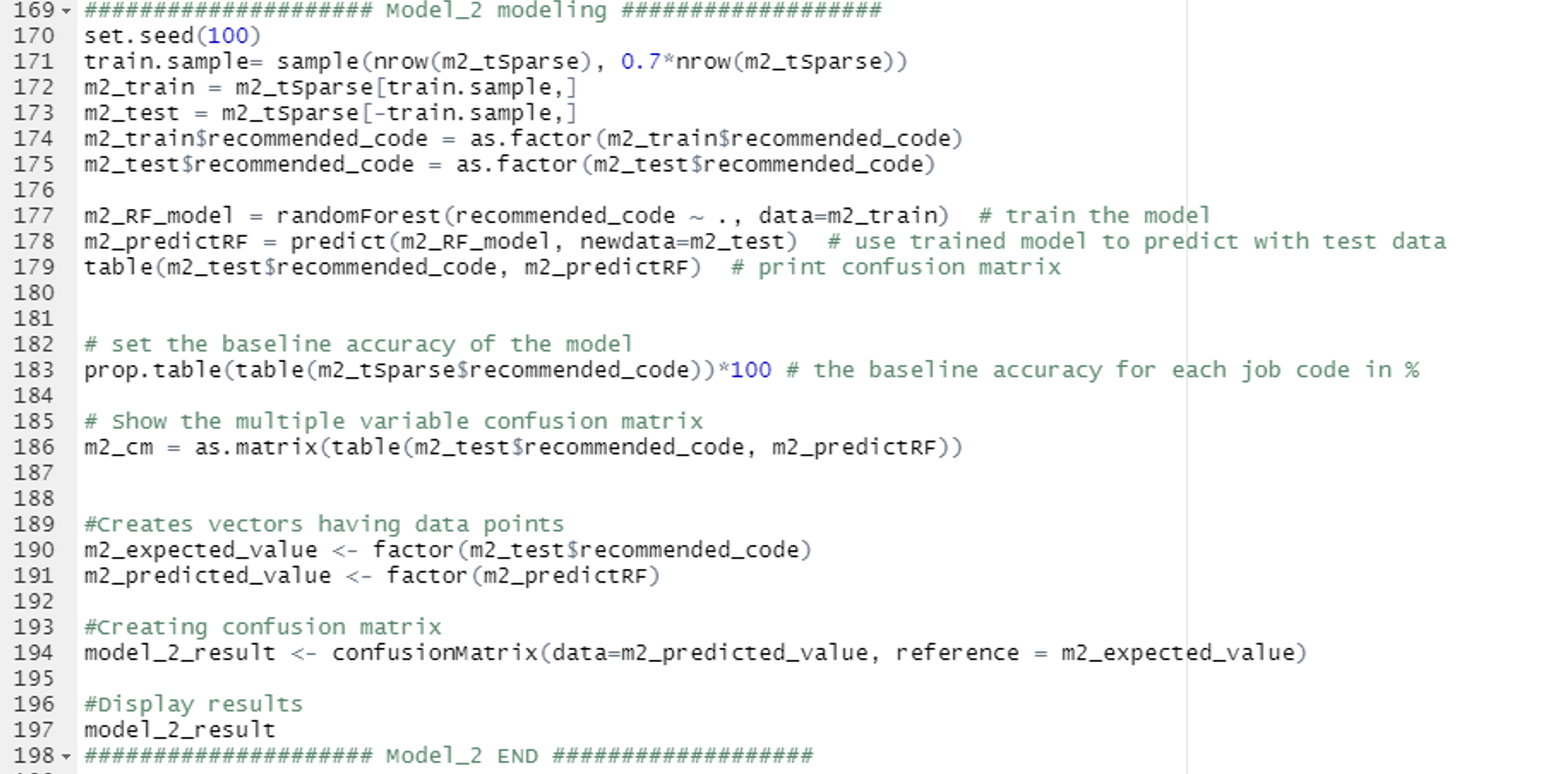 169 ##################### Model_2 modeling ###################
170 set.seed(100)
171 train.sample= sample(nrow(m2_tSparse), 0.7*nrow(m2_tSparse))
172 m2_train = m2_tSparse[train.sample,]
173 m2_test = m2_tSparse[-train.sample,]
174 m2_train$recommended_code = as.factor(m2_train$recommended_code)
175 m2_test$recommended_code = as.factor(m2_test$recommended_code)
176
177 m2_RF_model = randomForest(recommended_code ~ ., data=m2_train)  # train the model
178 m2_predictRF = predict(m2_RF_model, newdata=m2_test)  # use trained model to predict with test data
179 table(m2_test$recommended_code, m2_predictRF)  # print confusion matrix
180
181
182 # set the baseline accuracy of the model
183 prop.table(table(m2_tSparse$recommended_code))*100 # the baseline accuracy for each job code in %
184
185 # Show the multiple variable confusion matrix
186 m2_cm = as.matrix(table(m2_test$recommended_code, m2_predictRF))
187
188
189 #Creates vectors having data points
190 m2_expected_value <- factor(m2_test$recommended_code)
191 m2_predicted_value <- factor(m2_predictRF)
192
193 #Creating confusion matrix
194 model_2_result <- confusionMatrix(data=m2_predicted_value, reference = m2_expected_value)
195
196 #Display results
197 model_2_result
198 ##################### Model_2 END ###################